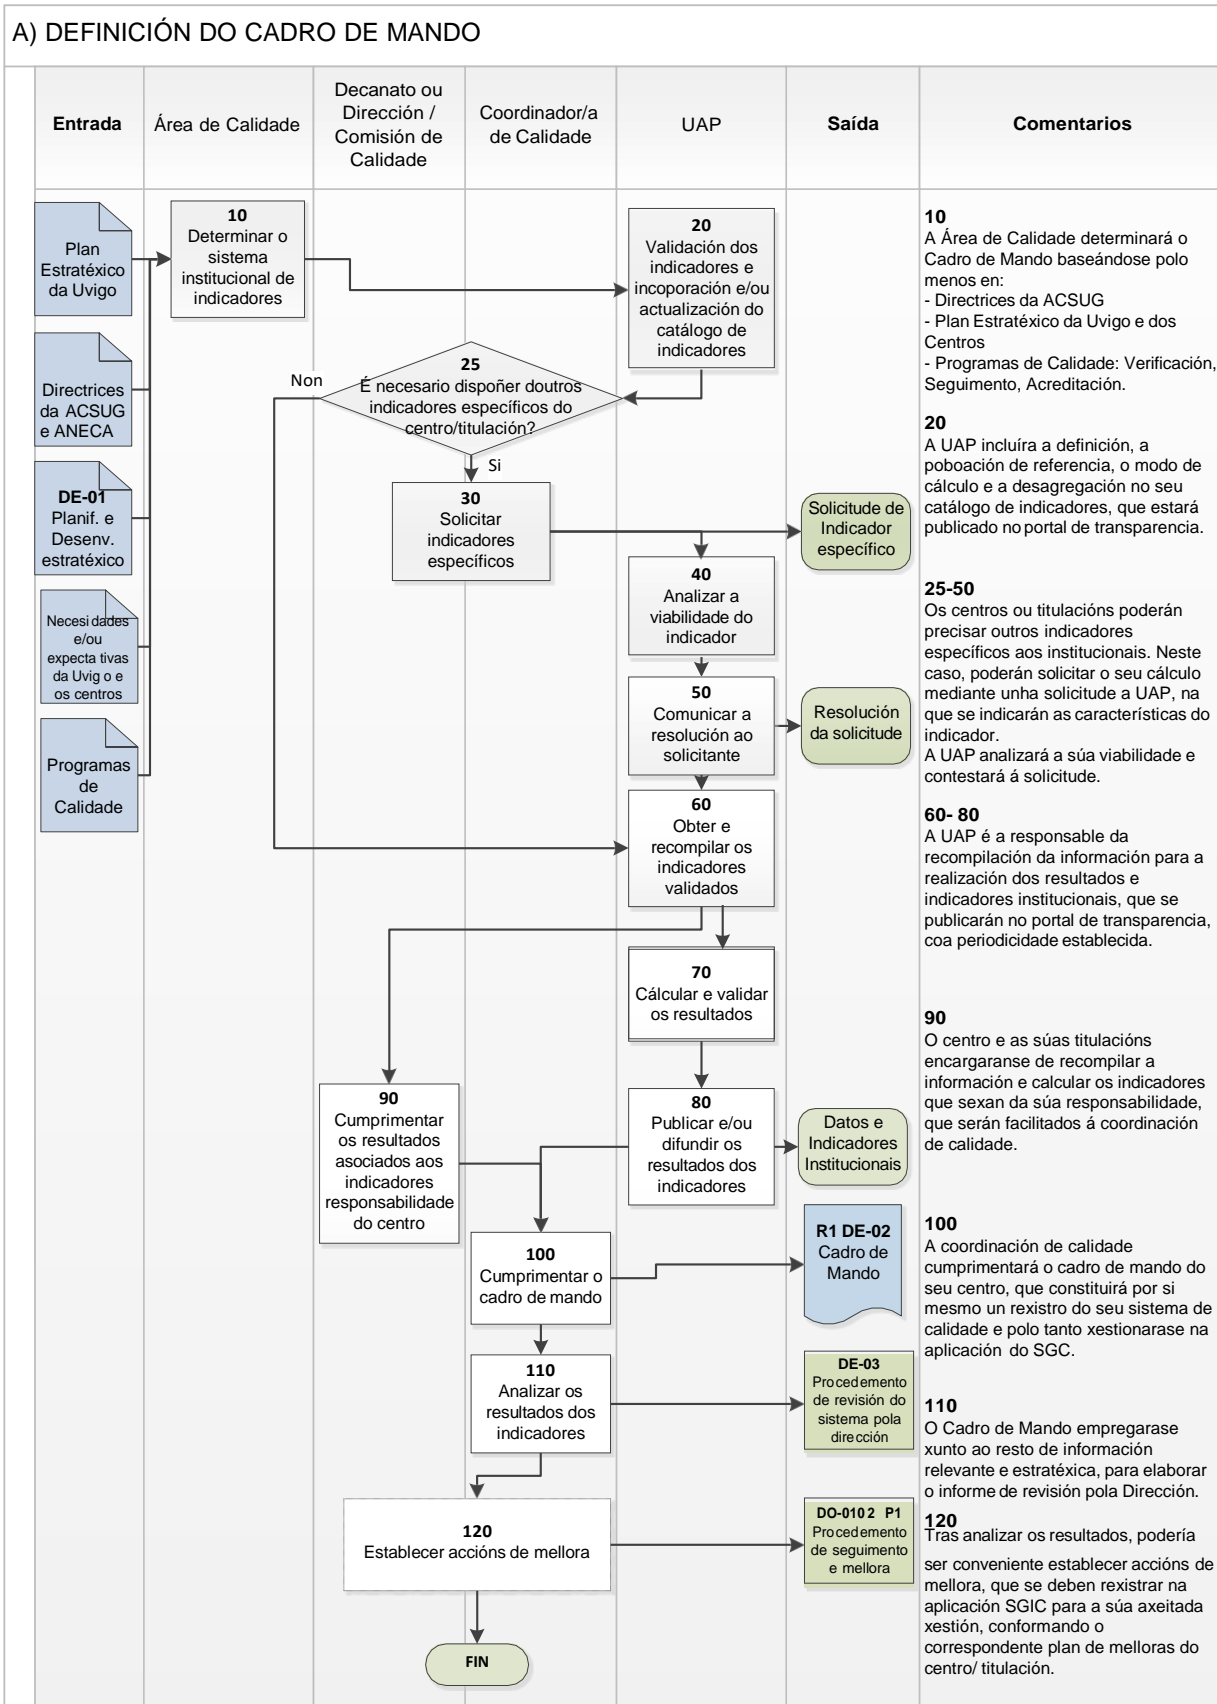 A) DEFINICIÓN DO CADRO DE MANDO
Entrada
Área de Calidade
Decanato ou
Dirección /
Comisión de
Calidade
Coordinador/a
de Calidade
UAP
Saída
Comentarios
Plan
Estratéxico
da Uvigo
Directrices
da ACSUG
e ANECA
DE-01
Planif. e
Desenv.
estratéxico
Necesi dades
e/ou
expecta tivas
da Uvig o e
os centros
Programas
de
Calidade
10
Determinar o
sistema
institucional de
indicadores
20
Validación dos
indicadores e
incoporación e/ou
actualización do
catálogo de
indicadores
25
É necesario dispoñer doutros
indicadores específicos do
centro/titulación?
Non
Si
30
Solicitar
indicadores
específicos
Solicitude de
Indicador
específico
40
Analizar a
viabilidade do
indicador
50
Comunicar a
resolución ao
solicitante
Resolución
da solicitude
60
Obter e
recompilar os
indicadores
validados
70
Cálcular e validar
os resultados
80
Publicar e/ou
difundir os
resultados dos
indicadores
Datos e
Indicadores
Institucionais
90
Cumprimentar
os resultados
asociados aos
indicadores
responsabilidade
do centro
100
Cumprimentar o
cadro de mando
R1 DE-02
Cadro de
Mando
110
Analizar os
resultados dos
indicadores
DE-03
Pro ced emento
de revisión do
sistema pola
dire cción
120
Establecer accións de mellora
DO-010 2 P1
Pro ced emento
de seguimento
e mellora
FIN
10
A Área de Calidade determinará o
Cadro de Mando baseándose polo
menos en:
- Directrices da ACSUG
- Plan Estratéxico da Uvigo e dos
Centros
- Programas de Calidade: Verificación,
Seguimento, Acreditación.
20
A UAP incluíra a definición, a
poboación de referencia, o modo de
cálculo e a desagregación no seu
catálogo de indicadores, que estará
publicado no portal de transparencia.
25-50
Os centros ou titulacións poderán
precisar outros indicadores
específicos aos institucionais. Neste
caso, poderán solicitar o seu cálculo
mediante unha solicitude a UAP, na
que se indicarán as características do
indicador.
A UAP analizará a súa viabilidade e
contestará á solicitude.
60- 80
A UAP é a responsable da
recompilación da información para a
realización dos resultados e
indicadores institucionais, que se
publicarán no portal de transparencia,
coa periodicidade establecida.
90
O centro e as súas titulacións
encargaranse de recompilar a
información e calcular os indicadores
que sexan da súa responsabilidade,
que serán facilitados á coordinación
de calidade.
100
A coordinación de calidade
cumprimentará o cadro de mando do
seu centro, que constituirá por si
mesmo un rexistro do seu sistema de
calidade e polo tanto xestionarase na
aplicación do SGC.
110
O Cadro de Mando empregarase
xunto ao resto de información
relevante e estratéxica, para elaborar
o informe de revisión pola Dirección.
120
Tras analizar os resultados, podería
ser conveniente establecer accións de
mellora, que se deben rexistrar na
aplicación SGIC para a súa axeitada
xestión, conformando o
correspondente plan de melloras do
centro/ titulación.